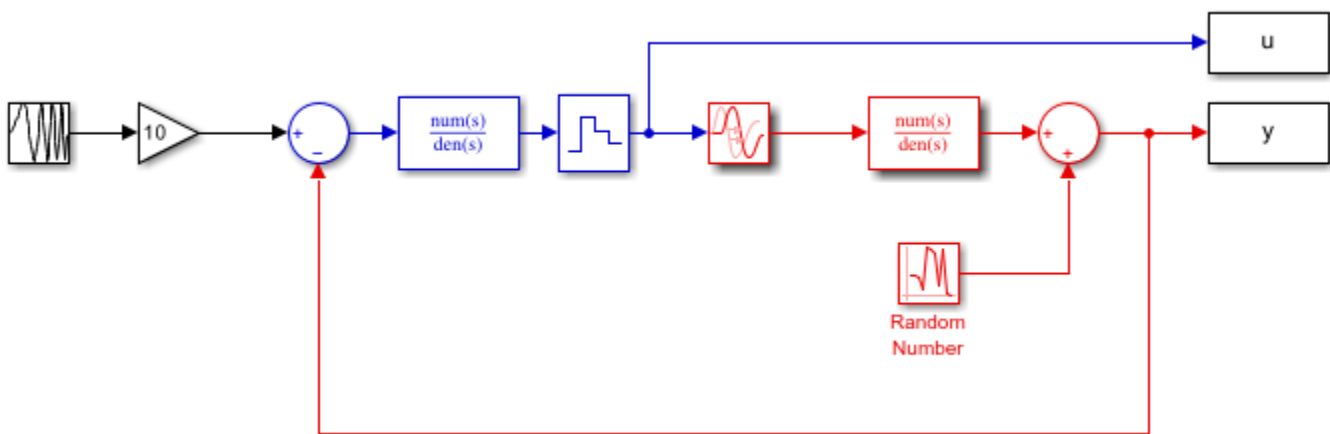 u
10
+
−
num(s)
den(s)
num(s)
den(s)
+
+
y
Random
Number